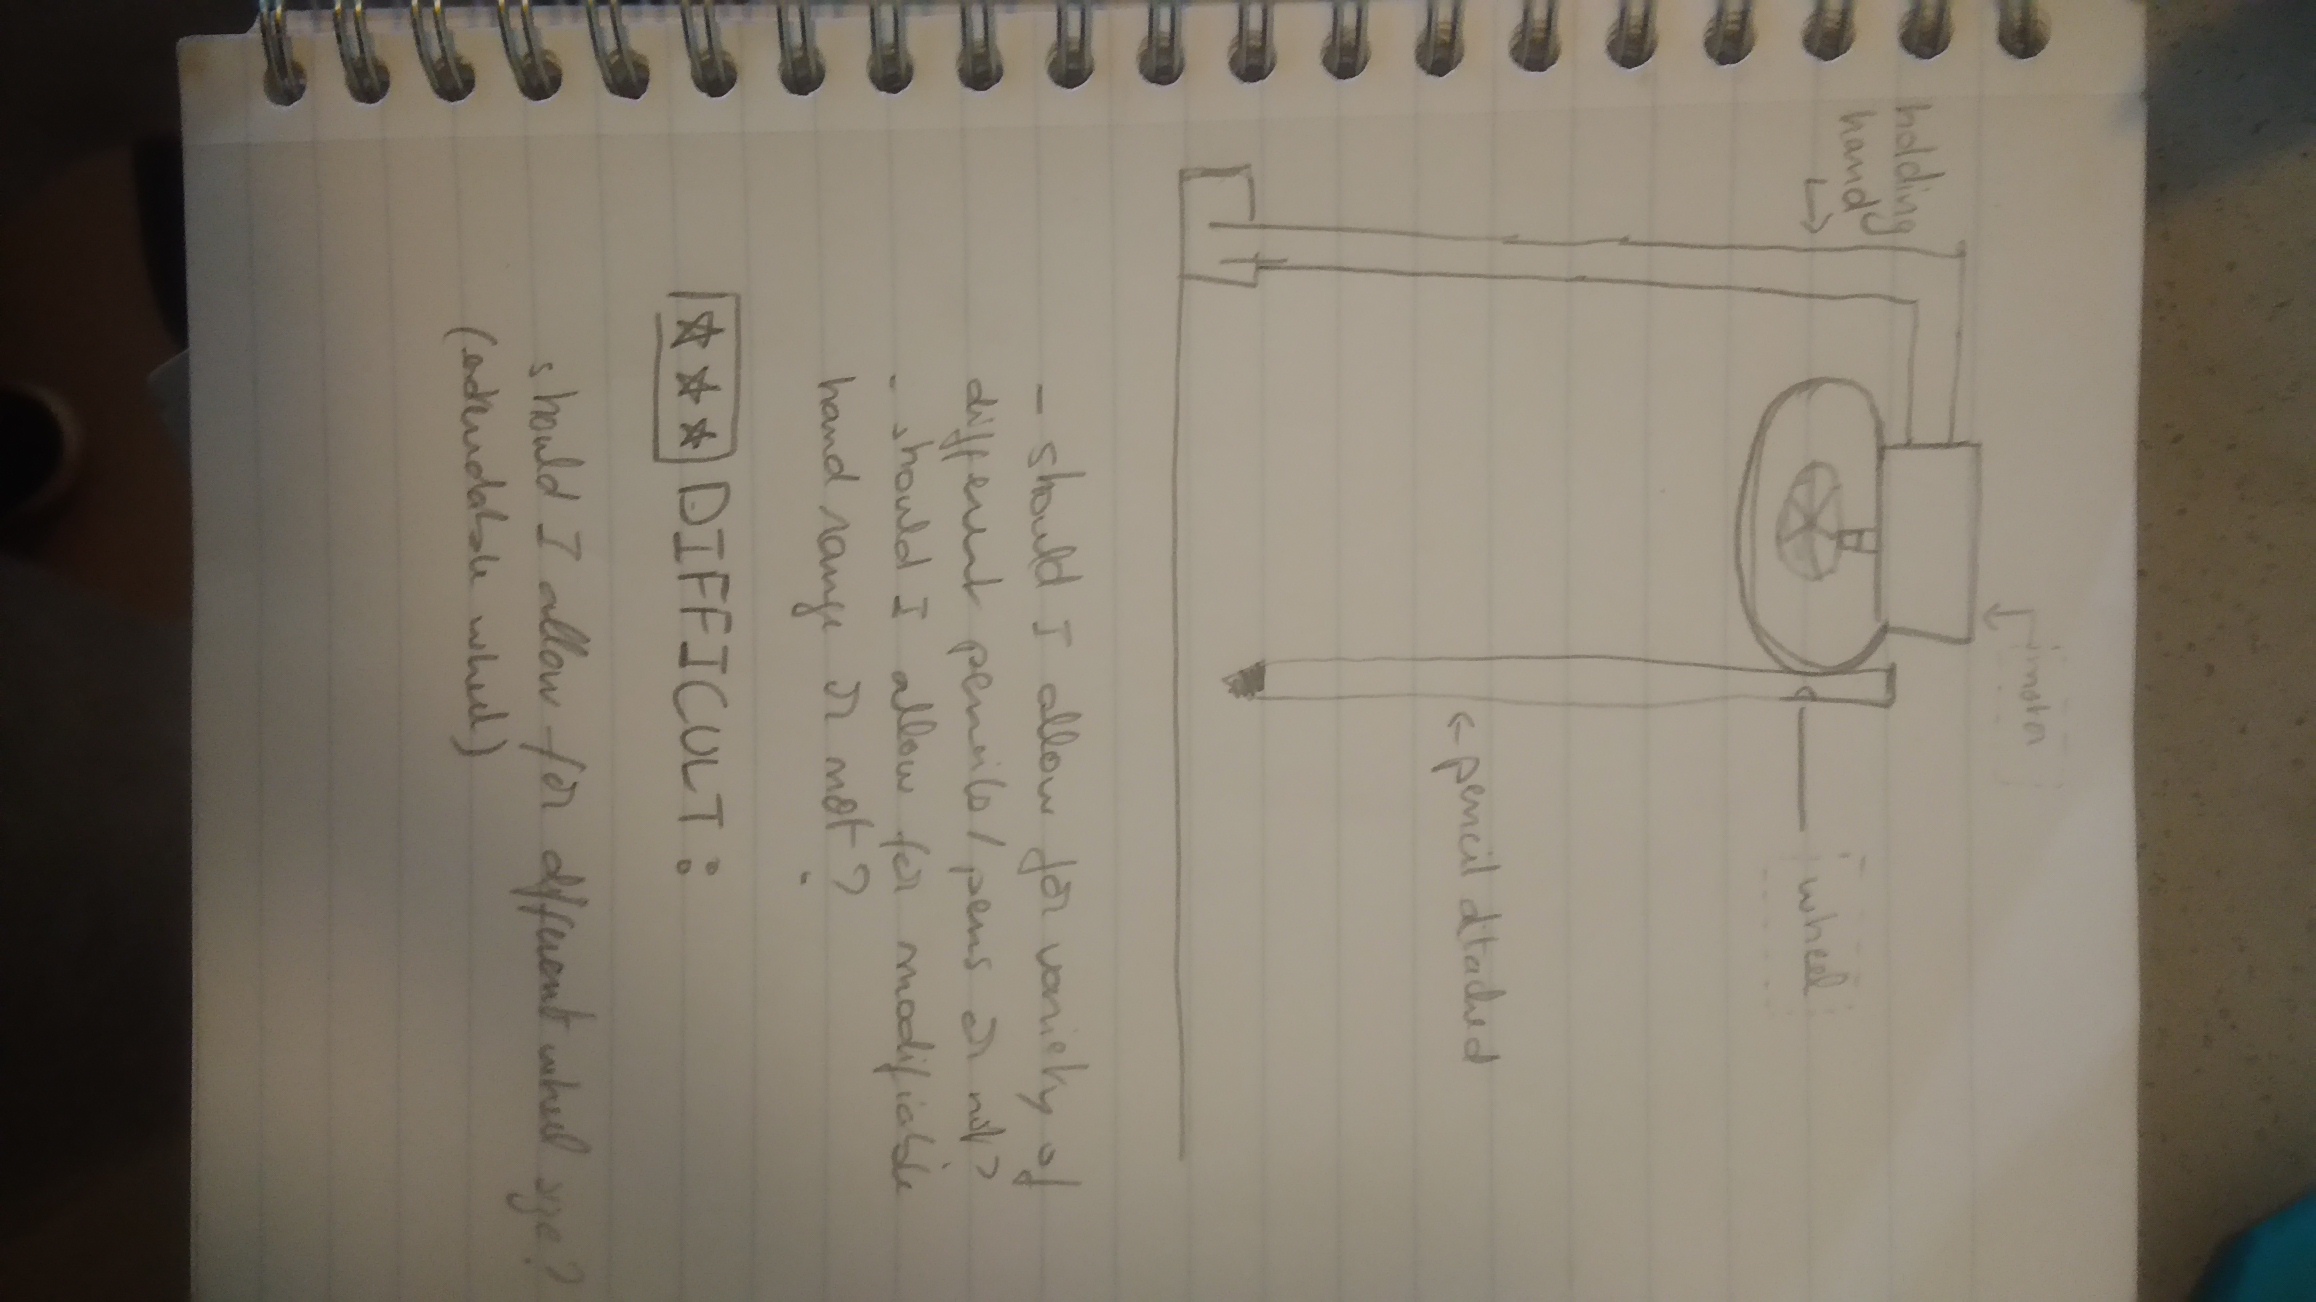 motor
holding
hand
wheel
pencil attached
- should I allow for variety of
different pencils/pens or not?
- should I allow for modifiable
hand range or not?
DIFFICULT:
should I allow for different wheel size?
(extendable wheel)